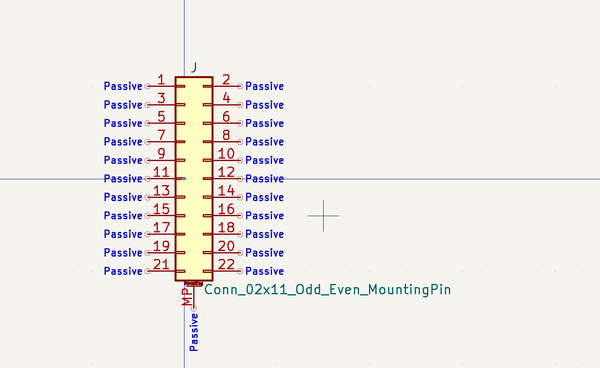 J
Passive 1 2 Passive
Passive 3 4 Passive
Passive 5 6 Passive
Passive 7 8 Passive
Passive 9 10 Passive
Passive 11 12 Passive
Passive 13 14 Passive
Passive 15 16 Passive
Passive 17 18 Passive
Passive 19 20 Passive
Passive 21 22 Passive
MP Conn_02x11_Odd_Even_MountingPin
Passive